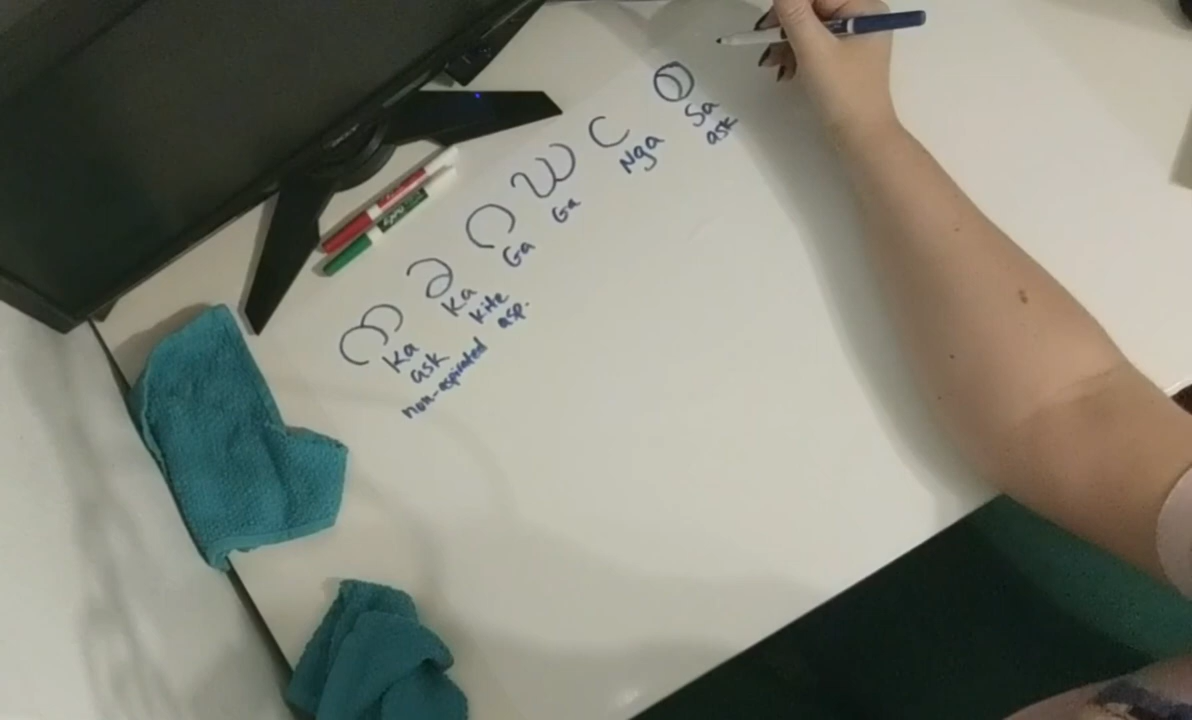 က ခ ဂ ဃ င စ
Ka Ka Ga Ga Nga Sa
ask kite ask
non-aspirated asp.